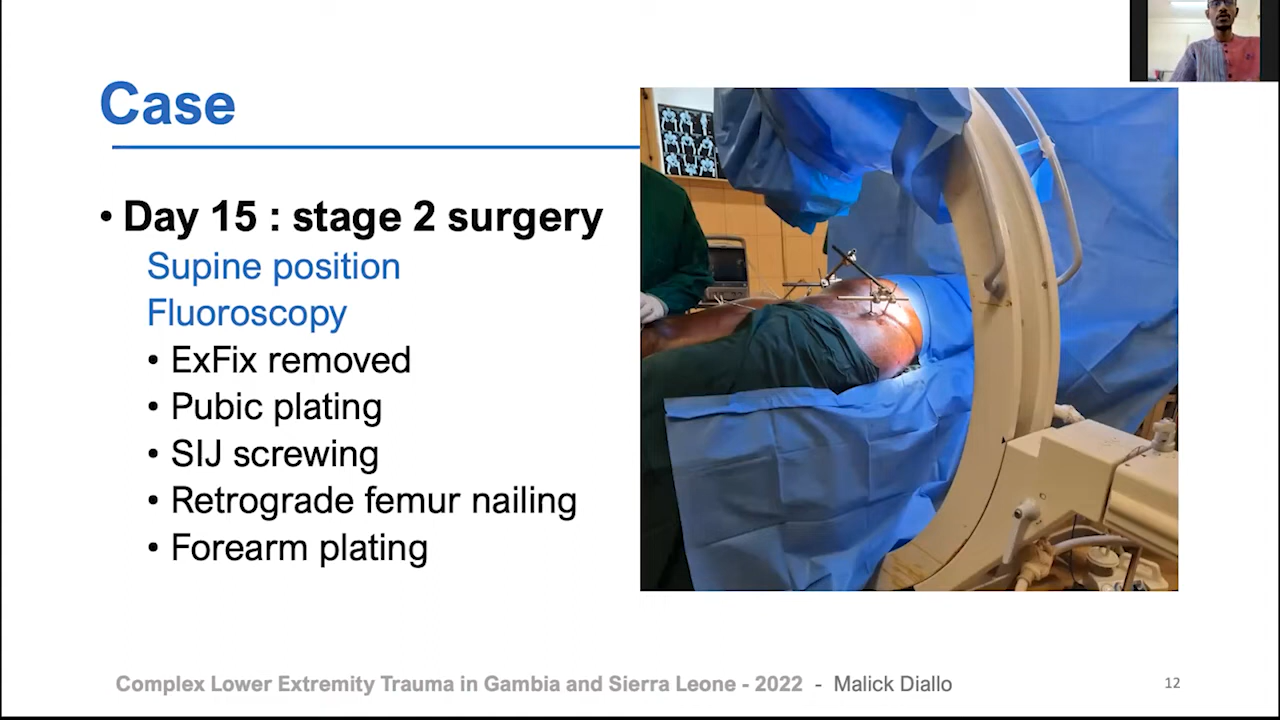 Case
• Day 15 : stage 2 surgery
Supine position
Fluoroscopy
• ExFix removed
• Pubic plating
• SIJ screwing
• Retrograde femur nailing
• Forearm plating
Complex Lower Extremity Trauma in Gambia and Sierra Leone - 2022 - Malick Diallo
12